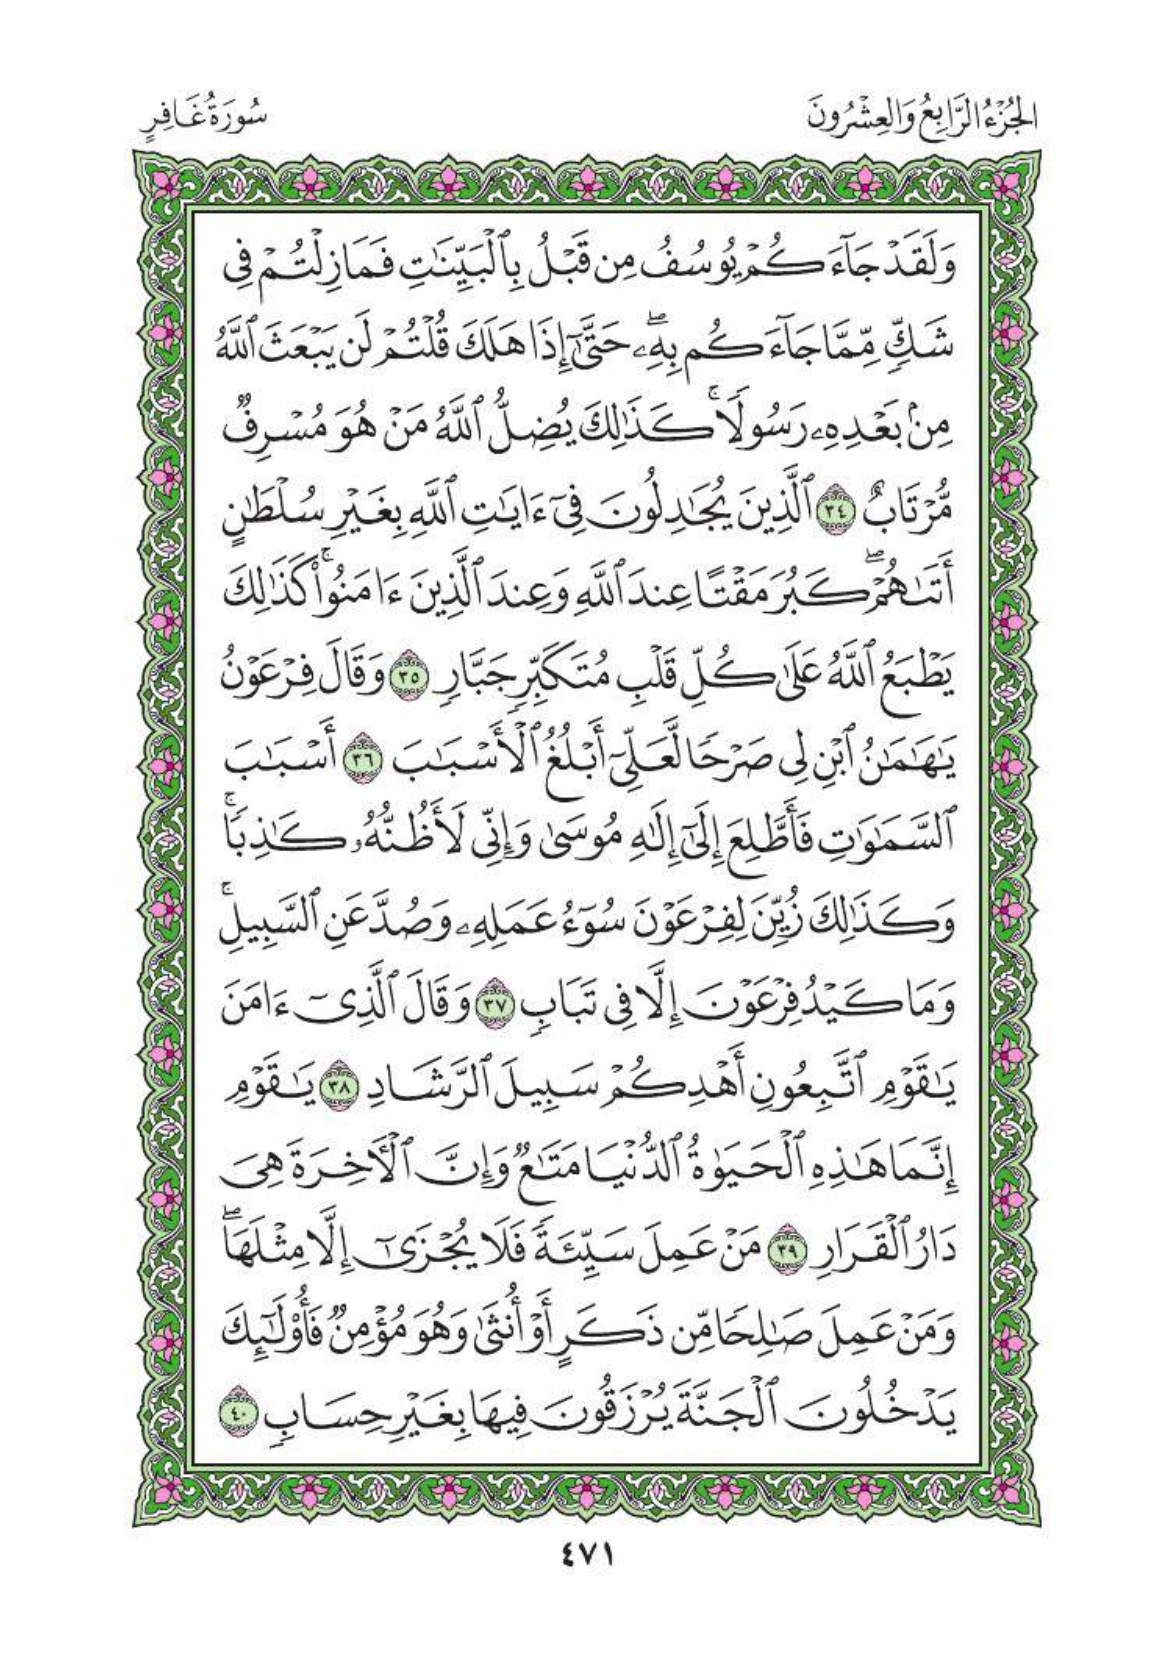 الجُزْءُ الرَّابِعُ وَالعِشْرُونَ
سُورَةُ غَافِرٍ
وَلَقَدْ جَآءَكُمْ يُوسُفُ مِن قَبْلُ بِٱلْبَيِّنَٰتِ فَمَا زِلْتُمْ فِى
شَكٍّ مِّمَّا جَآءَكُم بِهِۦۖ حَتَّىٰٓ إِذَا هَلَكَ قُلْتُمْ لَن يَبْعَثَ ٱللَّهُ
مِنۢ بَعْدِهِۦ رَسُولًاۚ كَذَٰلِكَ يُضِلُّ ٱللَّهُ مَنْ هُوَ مُسْرِفٌ
مُّرْتَابٌ ٣٤ ٱلَّذِينَ يُجَٰدِلُونَ فِىٓ ءَايَٰتِ ٱللَّهِ بِغَيْرِ سُلْطَٰنٍ
أَتَىٰهُمْۖ كَبُرَ مَقْتًا عِندَ ٱللَّهِ وَعِندَ ٱلَّذِينَ ءَامَنُوا۟ۚ كَذَٰلِكَ
يَطْبَعُ ٱللَّهُ عَلَىٰ كُلِّ قَلْبِ مُتَكَبِّرٍ جَبَّارٍ ٣٥ وَقَالَ فِرْعَوْنُ
يَٰهَٰمَٰنُ ٱبْنِ لِى صَرْحًا لَّعَلِّىٓ أَبْلُغُ ٱلْأَسْبَٰبَ ٣٦ أَسْبَٰبَ
ٱلسَّمَٰوَٰتِ فَأَطَّلِعَ إِلَىٰٓ إِلَٰهِ مُوسَىٰ وَإِنِّى لَأَظُنُّهُۥ كَٰذِبًاۚ
وَكَذَٰلِكَ زُيِّنَ لِفِرْعَوْنَ سُوٓءُ عَمَلِهِۦ وَصُدَّ عَنِ ٱلسَّبِيلِۚ
وَمَا كَيْدُ فِرْعَوْنَ إِلَّا فِى تَبَابٍ ٣٧ وَقَالَ ٱلَّذِىٓ ءَامَنَ
يَٰقَوْمِ ٱتَّبِعُونِ أَهْدِكُمْ سَبِيلَ ٱلرَّشَادِ ٣٨ يَٰقَوْمِ
إِنَّمَا هَٰذِهِ ٱلْحَيَوٰةُ ٱلدُّنْيَا مَتَٰعٌ وَإِنَّ ٱلْءَاخِرَةَ هِىَ
دَارُ ٱلْقَرَارِ ٣٩ مَنْ عَمِلَ سَيِّئَةً فَلَا يُجْزَىٰٓ إِلَّا مِثْلَهَاۖ
وَمَنْ عَمِلَ صَٰلِحًا مِّن ذَكَرٍ أَوْ أُنثَىٰ وَهُوَ مُؤْمِنٌ فَأُو۟لَٰٓئِكَ
يَدْخُلُونَ ٱلْجَنَّةَ يُرْزَقُونَ فِيهَا بِغَيْرِ حِسَابٍ ٤٠
٤٧١